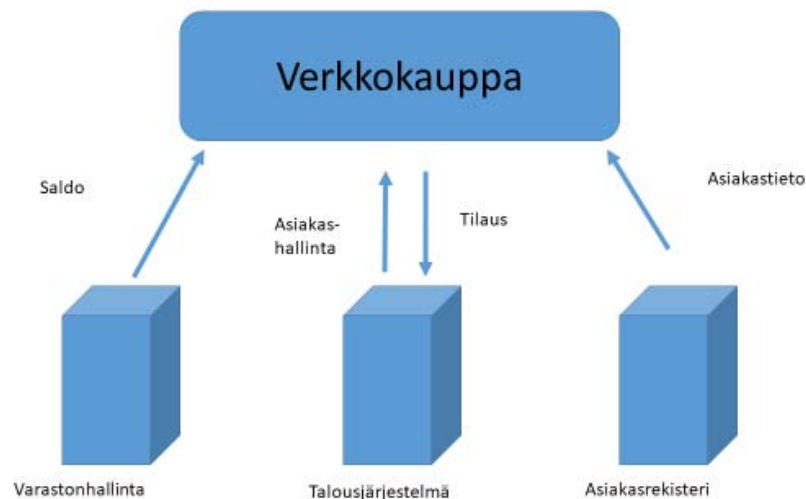 Verkkokauppa
Saldo
Asiakas-
hallinta
Tilaus
Asiakastieto
Varastonhallinta
Talousjärjestelmä
Asiakasrekisteri